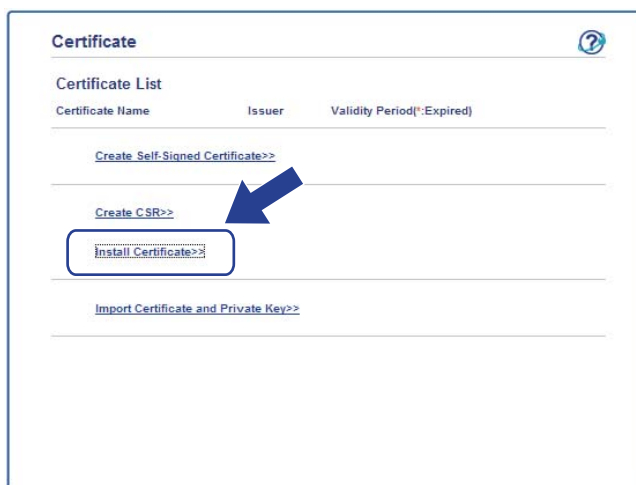 Certificate
Certificate List
Certificate Name Issuer Validity Period(*:Expired)
Create Self-Signed Certificate>>
Create CSR>>
Install Certificate>>
Import Certificate and Private Key>>